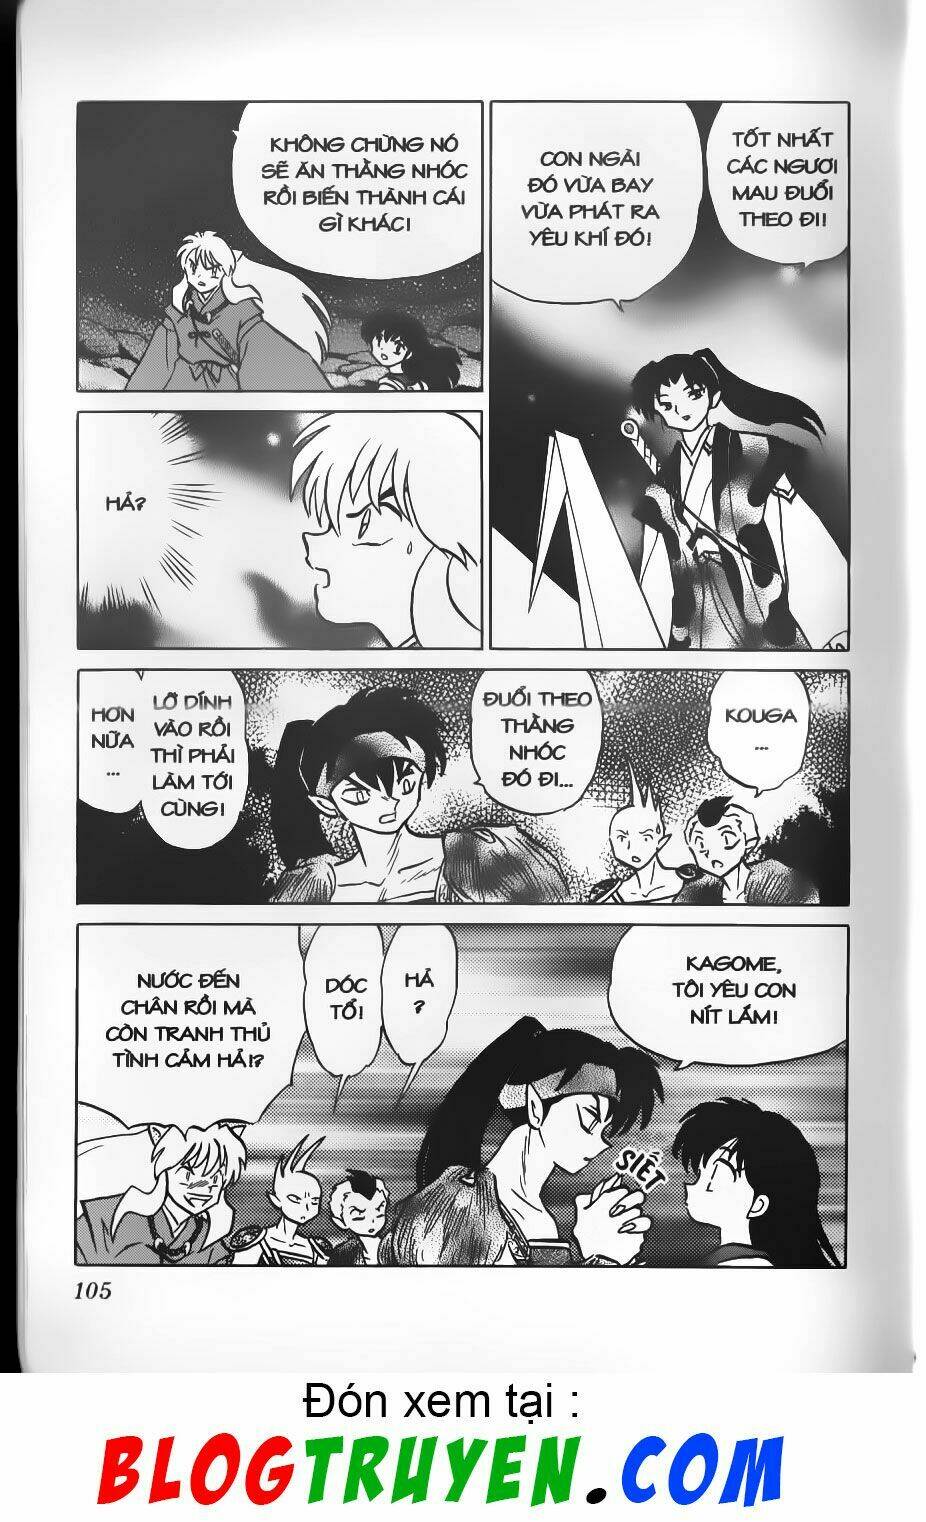 TỐT NHẤT
CÁC NGƯƠI
MAU ĐUỔI
THEO ĐI!
CON NGÀI
ĐÓ VỪA BAY
VỪA PHÁT RA
YÊU KHÍ ĐÓ!
KHÔNG CHỪNG NÓ
SẼ ĂN THẰNG NHÓC
RỒI BIẾN THÀNH CÁI
GÌ KHÁC!
HẢ?
KOUGA
...
ĐUỔI THEO
THẰNG
NHÓC
ĐÓ ĐI...
LỠ DÍNH
VÀO RỒI
THÌ PHẢI
LÀM TỚI
CÙNG!
HƠN
NỮA
...
KAGOME,
TÔI YÊU CON
NÍT LẮM!
SIẾT
HẢ
?
DÓC
TỔ!
NƯỚC ĐẾN
CHÂN RỒI MÀ
CÒN TRANH THỦ
TÌNH CẢM HẢ!?
105
Đón xem tại :
BLOGTRUYEN.COM